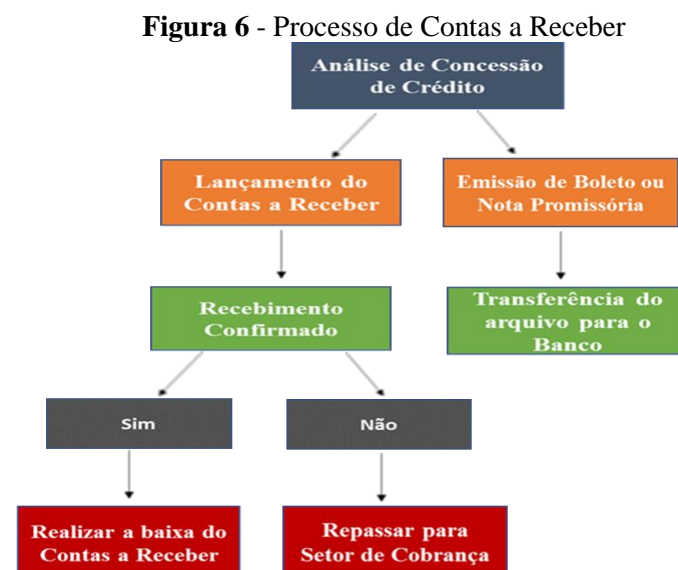 Figura 6 - Processo de Contas a Receber
Análise de Concessão
de Crédito
Lançamento do
Contas a Receber
Emissão de Boleto ou
Nota Promissória
Recebimento
Confirmado
Transferência do
arquivo para o
Banco
Sim
Não
Realizar a baixa do
Contas a Receber
Repassar para
Setor de Cobrança